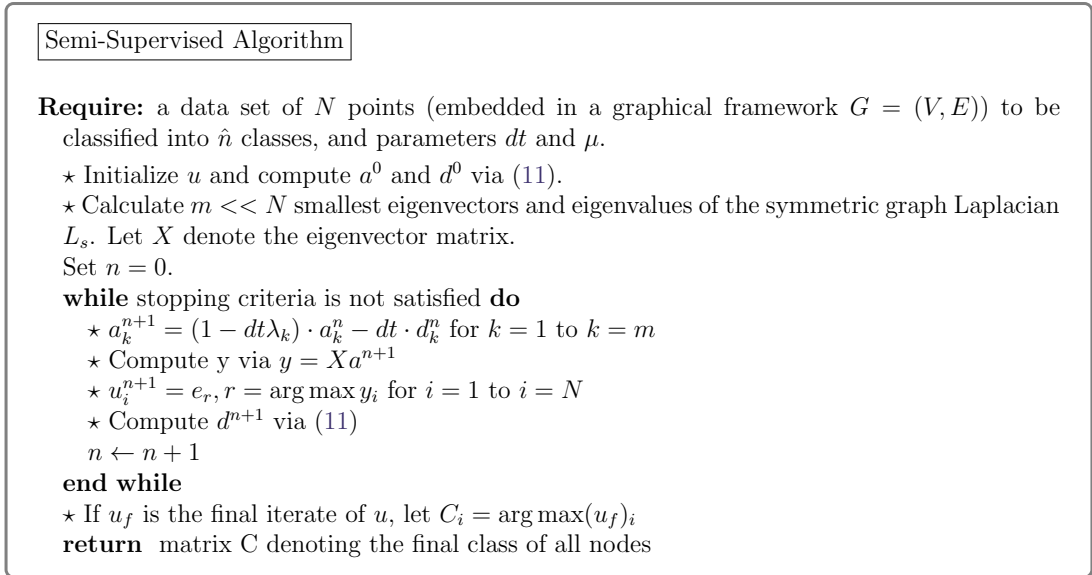 Semi-Supervised Algorithm
Require: a data set of N points (embedded in a graphical framework G = (V, E)) to be
classified into n̂ classes, and parameters dt and μ.
⋆ Initialize u and compute a^0 and d^0 via (11).
⋆ Calculate m << N smallest eigenvectors and eigenvalues of the symmetric graph Laplacian
L_s. Let X denote the eigenvector matrix.
Set n = 0.
while stopping criteria is not satisfied do
⋆ a_k^{n+1} = (1 − dtλ_k) · a_k^n − dt · d_k^n for k = 1 to k = m
⋆ Compute y via y = Xa^{n+1}
⋆ u_i^{n+1} = e_r, r = arg max y_i for i = 1 to i = N
⋆ Compute d^{n+1} via (11)
n ← n + 1
end while
⋆ If u_f is the final iterate of u, let C_i = arg max(u_f)_i
return matrix C denoting the final class of all nodes